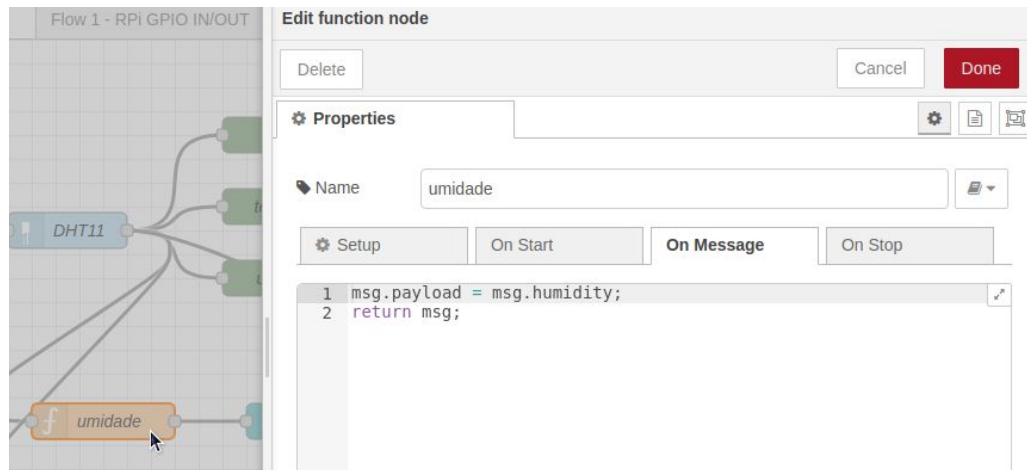 Flow 1 - RPi GPIO IN/OUT
Edit function node
Delete
Cancel
Done
Properties
Name
umidade
Setup
On Start
On Message
On Stop
1 msg.payload = msg.humidity;
2 return msg;
DHT11
umidade